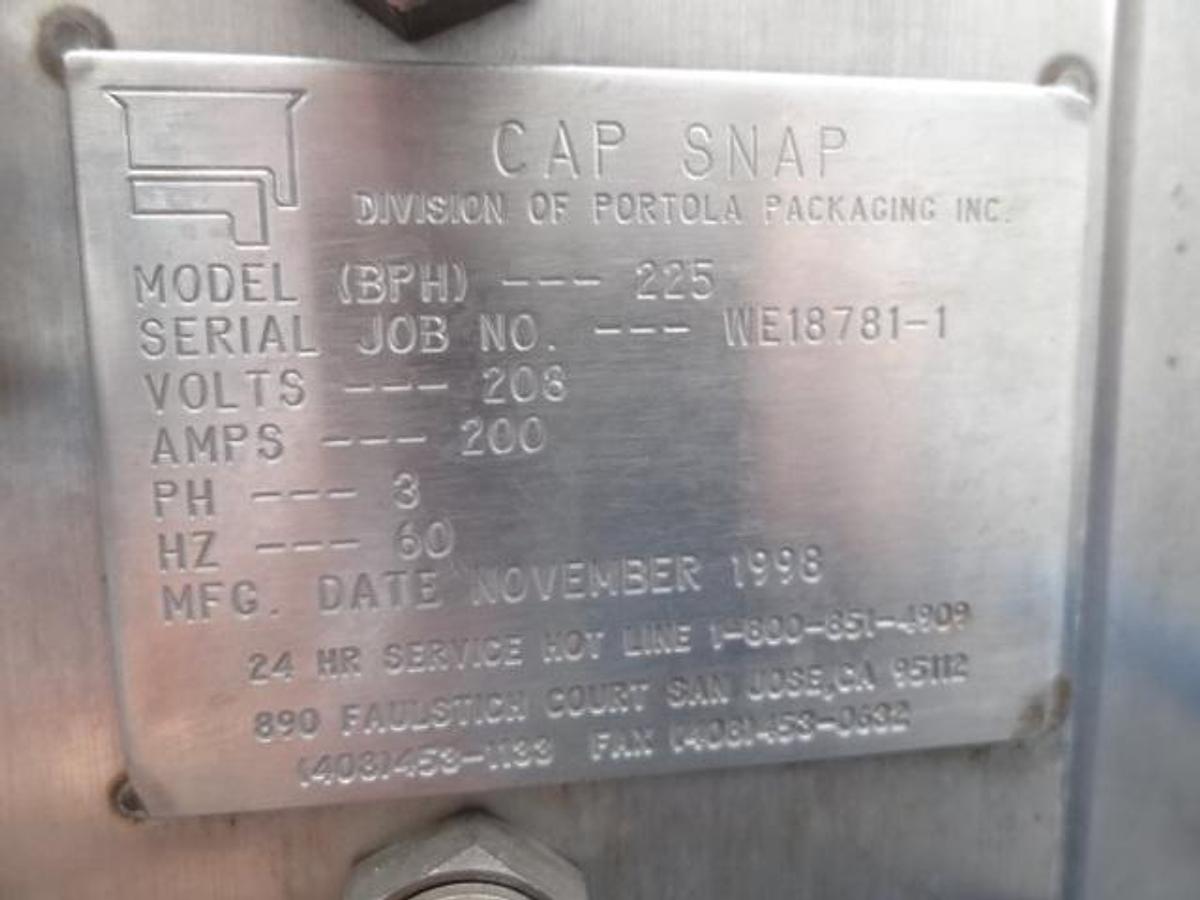 CAP SNAP
DIVISION OF PORTOLA PACKAGING INC.
MODEL (BPH) --- 225
SERIAL JOB NO. --- WE18781-1
VOLTS --- 208
AMPS --- 200
PH --- 3
HZ --- 60
MFG. DATE NOVEMBER 1998
24 HR SERVICE HOT LINE 1-800-851-4909
890 FAULSTICH COURT SAN JOSE,CA 95112
(408)453-1133 FAX (408)453-0632